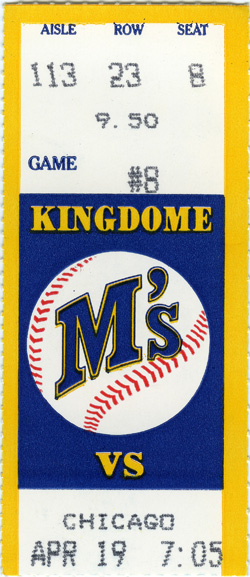 AISLE ROW SEAT
113 23 8
9.50
GAME
#8
KINGDOME
M's
VS
CHICAGO
APR 19 7:05